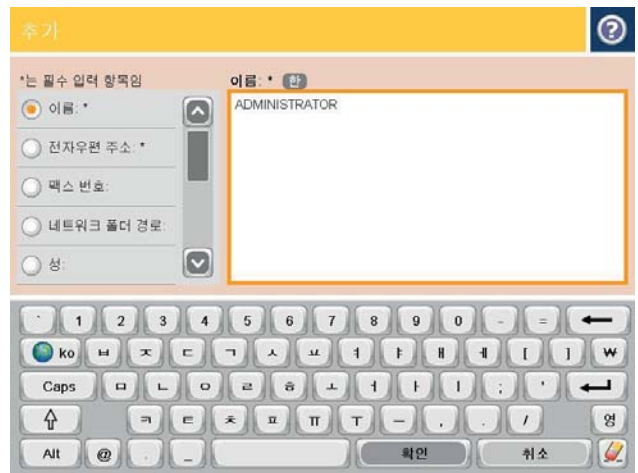 추가
?
*는 필수 입력 항목임
이름: * 한
이름: *
ADMINISTRATOR
전자우편 주소: *
팩스 번호:
네트워크 폴더 경로:
성:
` 1 2 3 4 5 6 7 8 9 0 - =
ko ㅂ ㅈ ㄷ ㄱ ㅅ ㅛ ㅕ ㅑ ㅐ ㅔ [ ] ₩
Caps ㅁ ㄴ ㅇ ㄹ ㅎ ㅗ ㅓ ㅏ ㅣ ; '
ㅋ ㅌ ㅊ ㅍ ㅠ ㅜ ㅡ , . / 영
Alt @ . _ 확인 취소